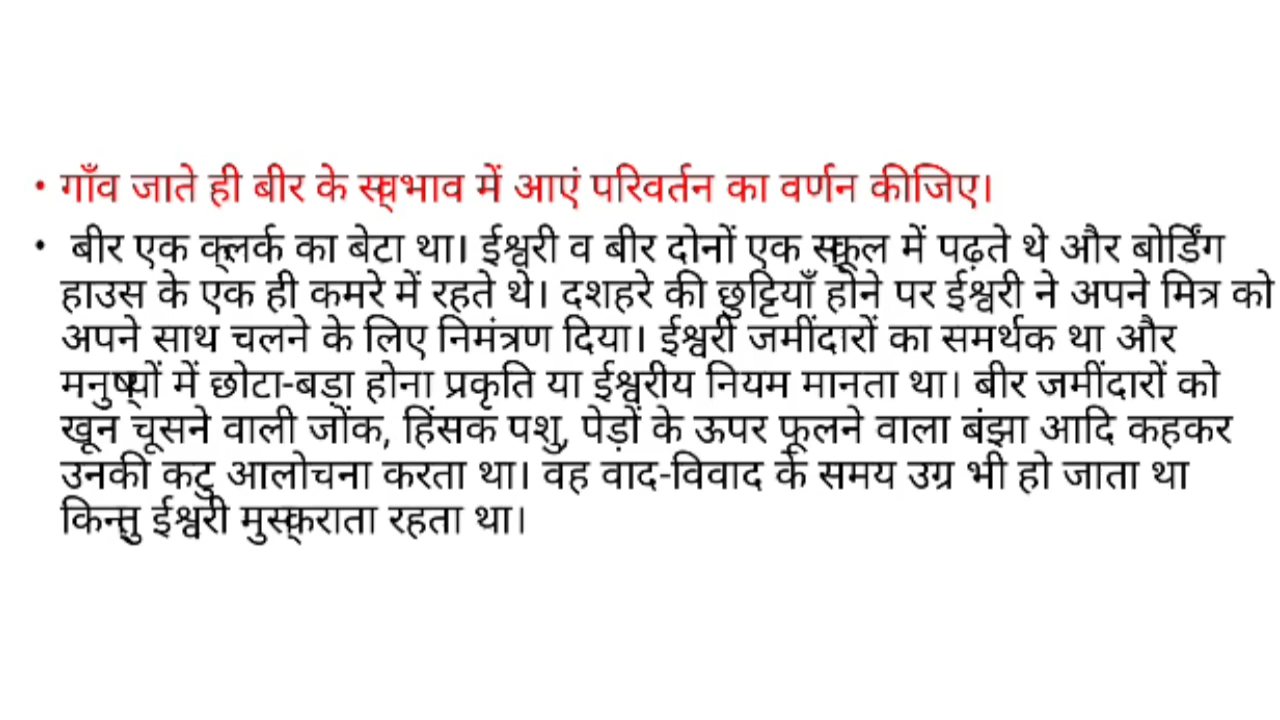 • गाँव जाते ही बीर के स्वभाव में आएं परिवर्तन का वर्णन कीजिए।
• बीर एक क्लर्क का बेटा था। ईश्वरी व बीर दोनों एक स्कूल में पढ़ते थे और बोर्डिंग
हाउस के एक ही कमरे में रहते थे। दशहरे की छुट्टियाँ होने पर ईश्वरी ने अपने मित्र को
अपने साथ चलने के लिए निमंत्रण दिया। ईश्वरी जमींदारों का समर्थक था और
मनुष्यों में छोटा-बड़ा होना प्रकृति या ईश्वरीय नियम मानता था। बीर जमींदारों को
खून चूसने वाली जोंक, हिंसक पशु, पेड़ों के ऊपर फूलने वाला बंझा आदि कहकर
उनकी कटु आलोचना करता था। वह वाद-विवाद के समय उग्र भी हो जाता था
किन्तु ईश्वरी मुस्कराता रहता था।